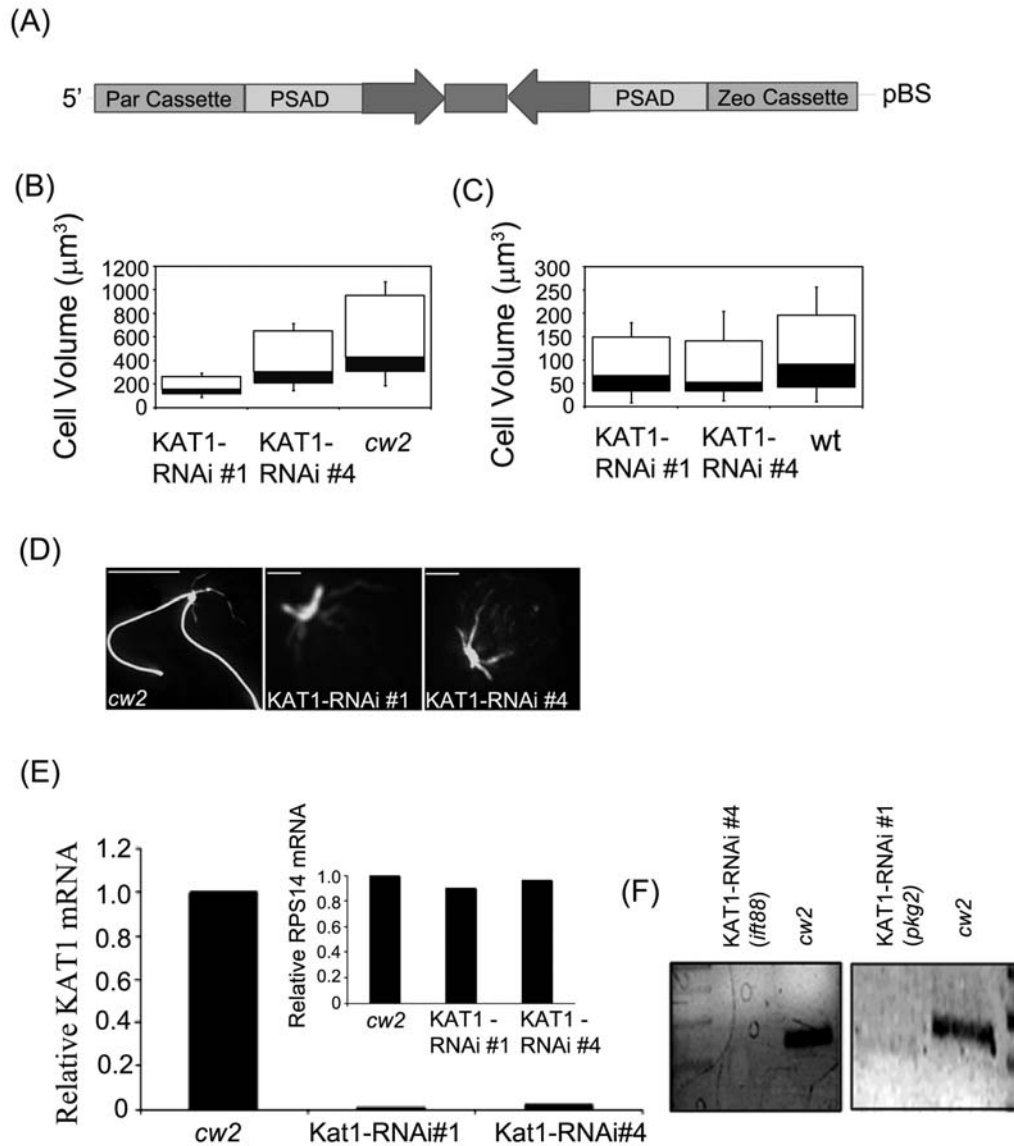 (A)
5' Par Cassette PSAD PSAD Zeo Cassette pBS
(B)
Cell Volume (μm³)
1200
1000
800
600
400
200
0
KAT1-
RNAi #1
KAT1-
RNAi #4
cw2
(C)
Cell Volume (μm³)
300
250
200
150
100
50
0
KAT1-
RNAi #1
KAT1-
RNAi #4
wt
(D)
cw2
KAT1-RNAi #1
KAT1-RNAi #4
(E)
Relative KAT1 mRNA
1.2
1.0
0.8
0.6
0.4
0.2
0
cw2
Kat1-RNAi#1
Kat1-RNAi#4
Relative RPS14 mRNA
1.0
0.8
0.6
0.4
0.2
0
cw2
KAT1 -
RNAi #1
KAT1 -
RNAi #4
(F)
KAT1-RNAi #4
(ift88)
cw2
KAT1-RNAi #1
(pkg2)
cw2